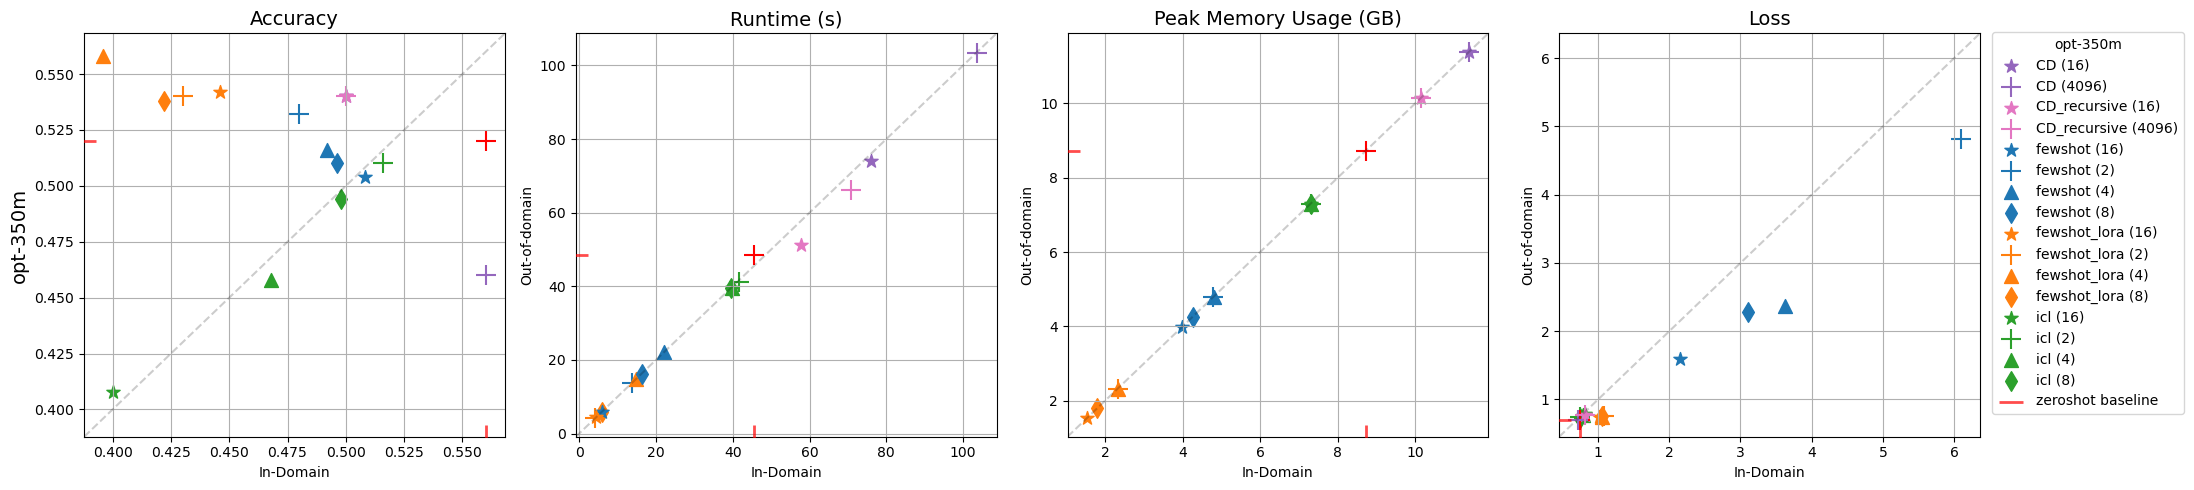 Accuracy
opt-350m
0.550
0.525
0.500
0.475
0.450
0.425
0.400
0.400 0.425 0.450 0.475 0.500 0.525 0.550
In-Domain
Runtime (s)
Out-of-domain
100
80
60
40
20
0
0 20 40 60 80 100
In-Domain
Peak Memory Usage (GB)
Out-of-domain
10
8
6
4
2
2 4 6 8 10
In-Domain
Loss
Out-of-domain
6
5
4
3
2
1
1 2 3 4 5 6
In-Domain
opt-350m
CD (16)
CD (4096)
CD_recursive (16)
CD_recursive (4096)
fewshot (16)
fewshot (2)
fewshot (4)
fewshot (8)
fewshot_lora (16)
fewshot_lora (2)
fewshot_lora (4)
fewshot_lora (8)
icl (16)
icl (2)
icl (4)
icl (8)
zeroshot baseline